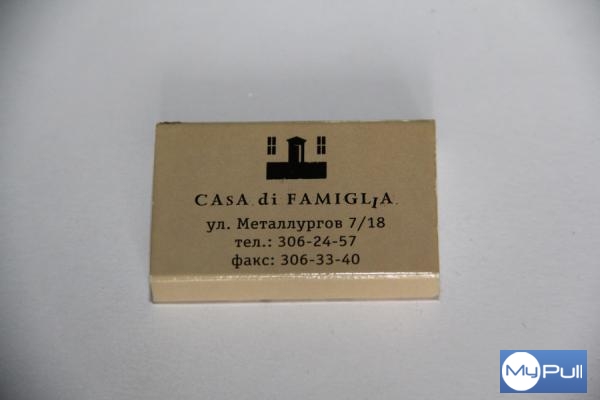 CASA di FAMIGLIA
ул. Металлургов 7/18
тел.: 306-24-57
факс: 306-33-40
MyPull